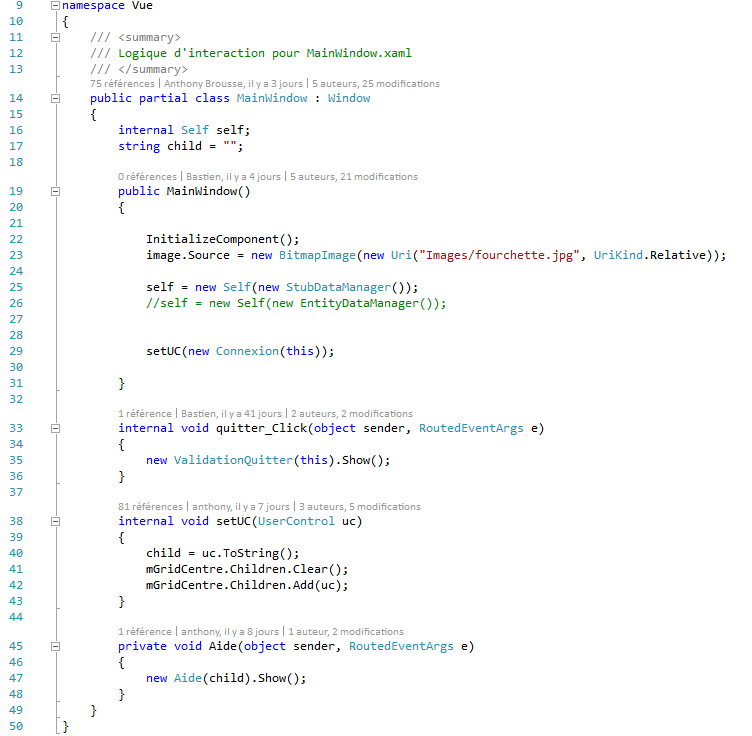 9 namespace Vue
10 {
11 /// <summary>
12 /// Logique d'interaction pour MainWindow.xaml
13 /// </summary>
75 références | Anthony Brousse, il y a 3 jours | 5 auteurs, 25 modifications
14 public partial class MainWindow : Window
15 {
16 internal Self self;
17 string child = "";
18
0 références | Bastien, il y a 4 jours | 5 auteurs, 21 modifications
19 public MainWindow()
20 {
21
22 InitializeComponent();
23 image.Source = new BitmapImage(new Uri("Images/fourchette.jpg", UriKind.Relative));
24
25 self = new Self(new StubDataManager());
26 //self = new Self(new EntityDataManager());
27
28
29 setUC(new Connexion(this));
30
31 }
32
1 référence | Bastien, il y a 41 jours | 2 auteurs, 2 modifications
33 internal void quitter_Click(object sender, RoutedEventArgs e)
34 {
35 new ValidationQuitter(this).Show();
36 }
37
81 références | anthony, il y a 7 jours | 3 auteurs, 5 modifications
38 internal void setUC(UserControl uc)
39 {
40 child = uc.ToString();
41 mGridCentre.Children.Clear();
42 mGridCentre.Children.Add(uc);
43 }
44
1 référence | anthony, il y a 8 jours | 1 auteur, 2 modifications
45 private void Aide(object sender, RoutedEventArgs e)
46 {
47 new Aide(child).Show();
48 }
49 }
50 }